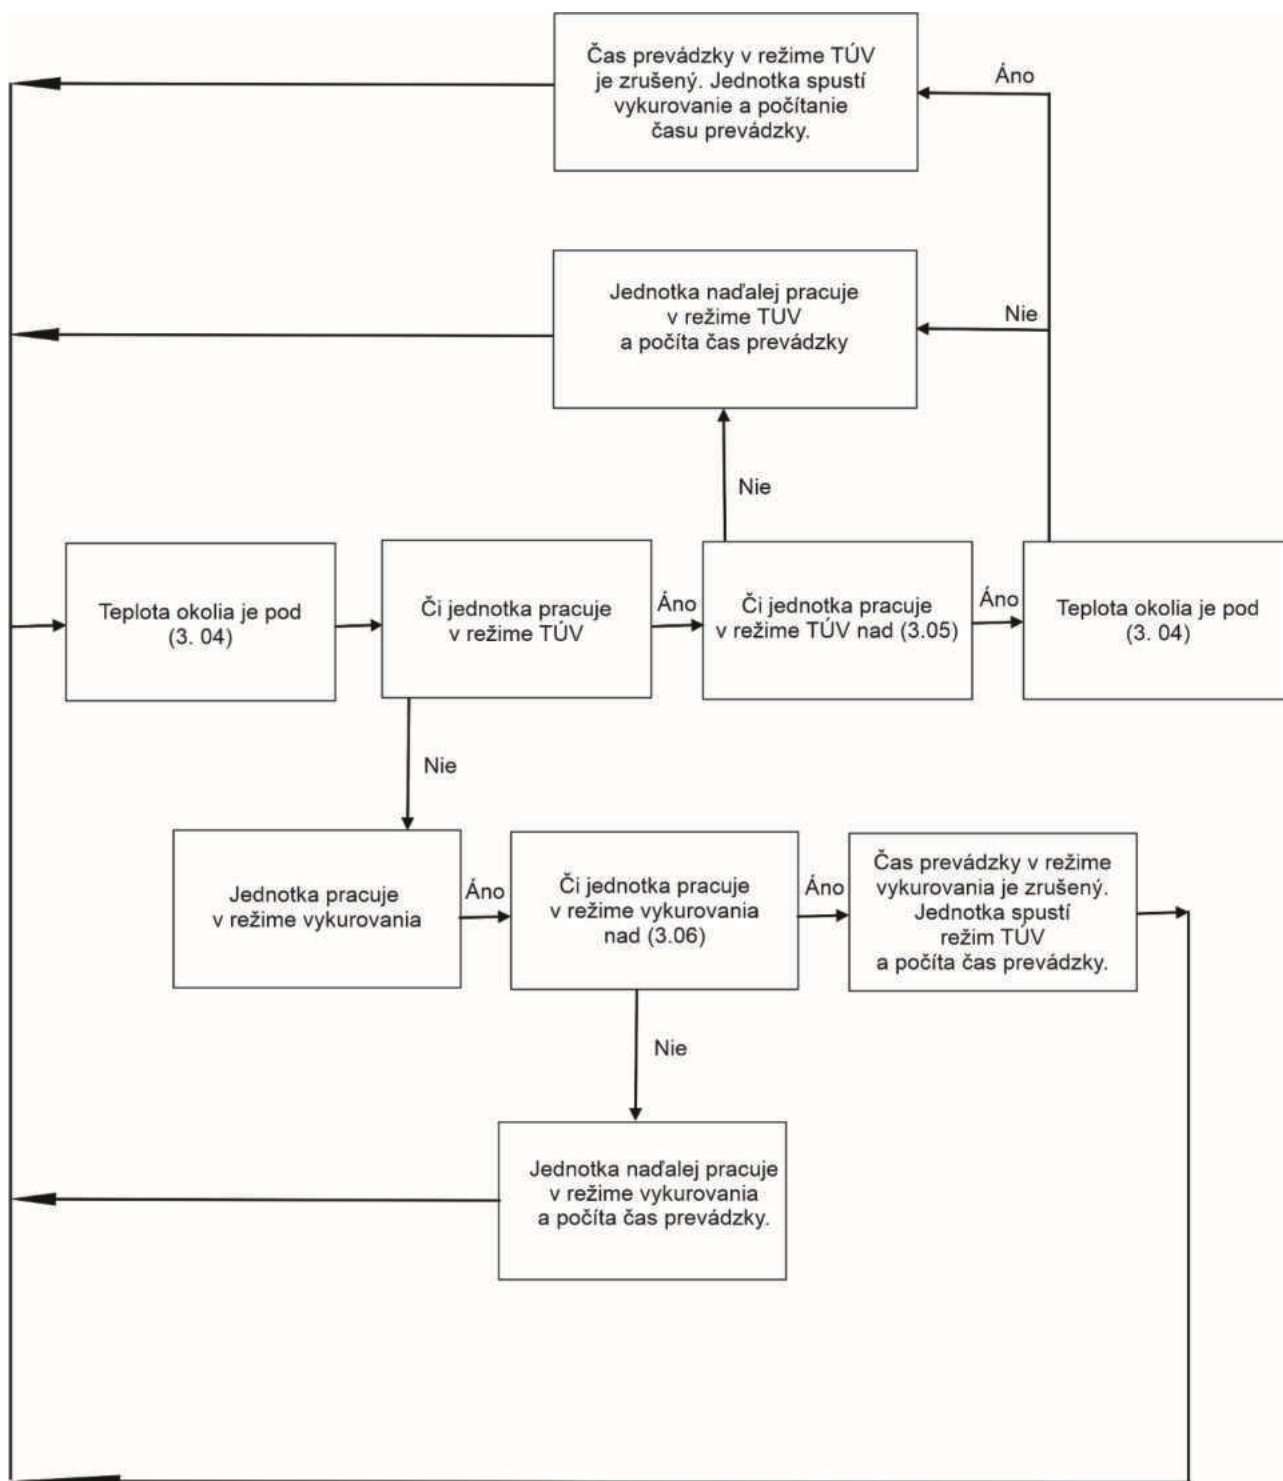 Čas prevádzky v režime TÚV
je zrušený. Jednotka spustí
vykurovanie a počítanie
času prevádzky.
Áno
Jednotka naďalej pracuje
v režime TUV
a počíta čas prevádzky
Nie
Nie
Teplota okolia je pod
(3. 04)
Či jednotka pracuje
v režime TÚV
Áno
Či jednotka pracuje
v režime TÚV nad (3.05)
Áno
Teplota okolia je pod
(3. 04)
Nie
Jednotka pracuje
v režime vykurovania
Áno
Či jednotka pracuje
v režime vykurovania
nad (3.06)
Áno
Čas prevádzky v režime
vykurovania je zrušený.
Jednotka spustí
režim TÚV
a počíta čas prevádzky.
Nie
Jednotka naďalej pracuje
v režime vykurovania
a počíta čas prevádzky.